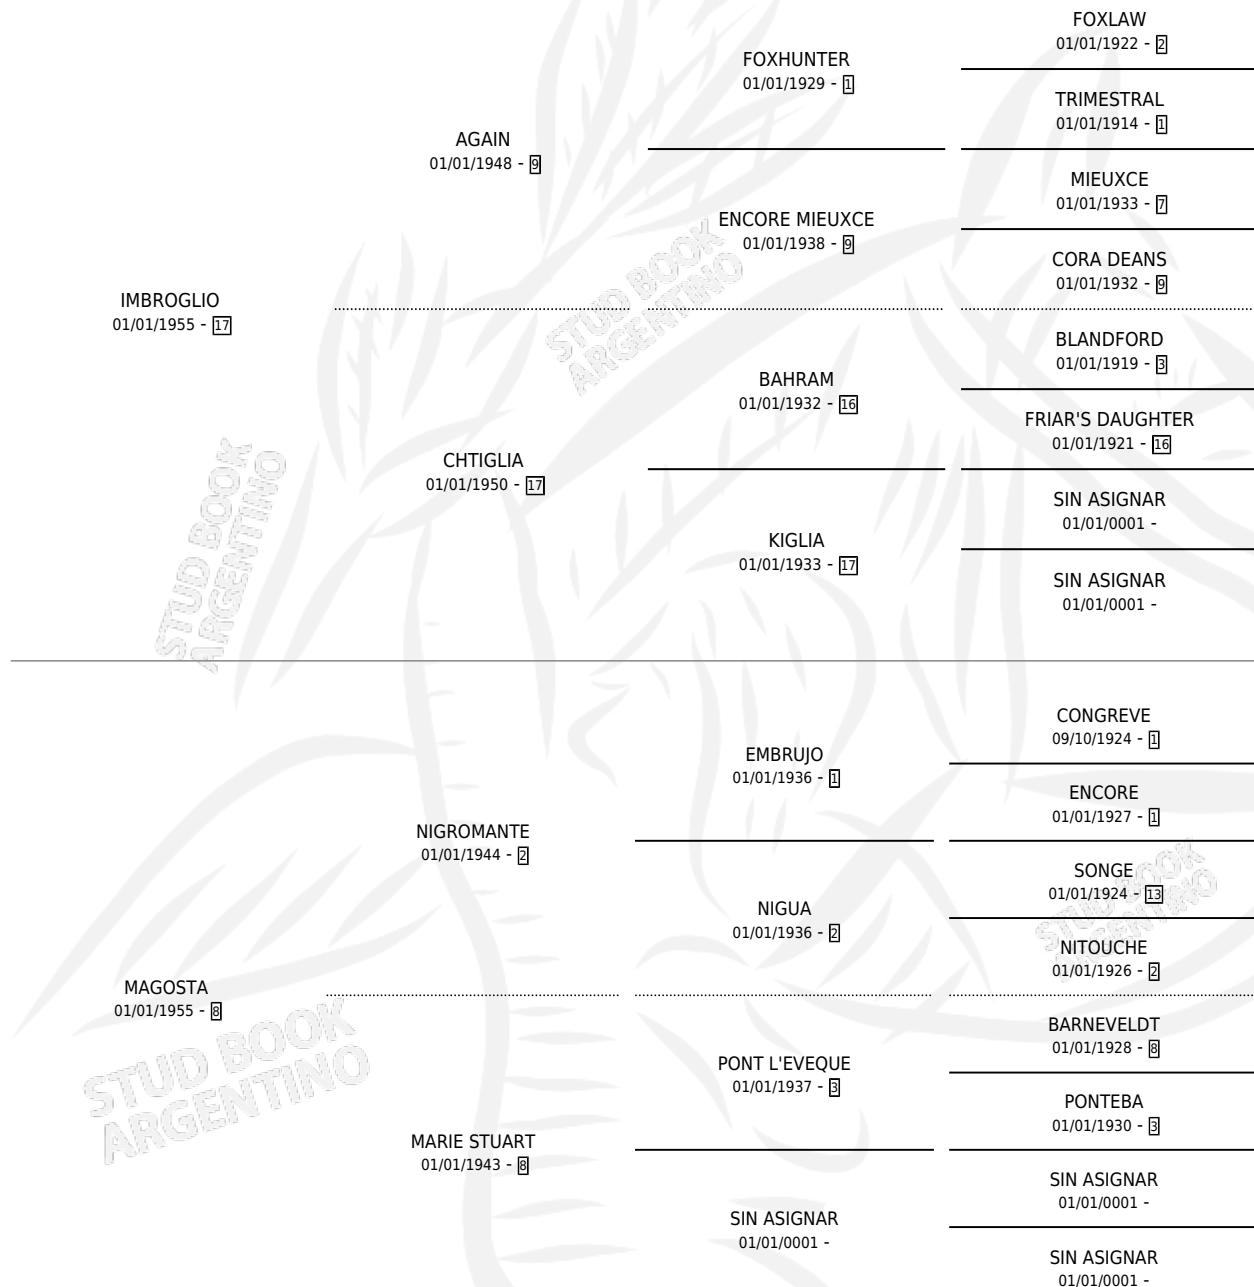 FOXLAW
01/01/1922 - 2
FOXHUNTER
01/01/1929 - 1
TRIMESTRAL
01/01/1914 - 1
AGAIN
01/01/1948 - 9
MIEUXCE
01/01/1933 - 7
ENCORE MIEUXCE
01/01/1938 - 9
CORA DEANS
01/01/1932 - 9
IMBROGLIO
01/01/1955 - 17
STUD BOOK
ARGENTINO
BLANDFORD
01/01/1919 - 3
BAHRAM
01/01/1932 - 16
FRIAR'S DAUGHTER
01/01/1921 - 16
CHTIGLIA
01/01/1950 - 17
SIN ASIGNAR
01/01/0001 -
KIGLIA
01/01/1933 - 17
SIN ASIGNAR
01/01/0001 -
STUD BOOK
ARGENTINO
CONGREVE
09/10/1924 - 1
EMBRUJO
01/01/1936 - 1
ENCORE
01/01/1927 - 1
NIGROMANTE
01/01/1944 - 2
SONGE
01/01/1924 - 13
NIGUA
01/01/1936 - 2
STUD BOOK
ARGENTINO
NITOUCHE
01/01/1926 - 2
MAGOSTA
01/01/1955 - 8
STUD BOOK
ARGENTINO
BARNEVELDT
01/01/1928 - 8
PONT L'EVEQUE
01/01/1937 - 3
PONTEBA
01/01/1930 - 3
MARIE STUART
01/01/1943 - 8
SIN ASIGNAR
01/01/0001 -
SIN ASIGNAR
01/01/0001 -
SIN ASIGNAR
01/01/0001 -